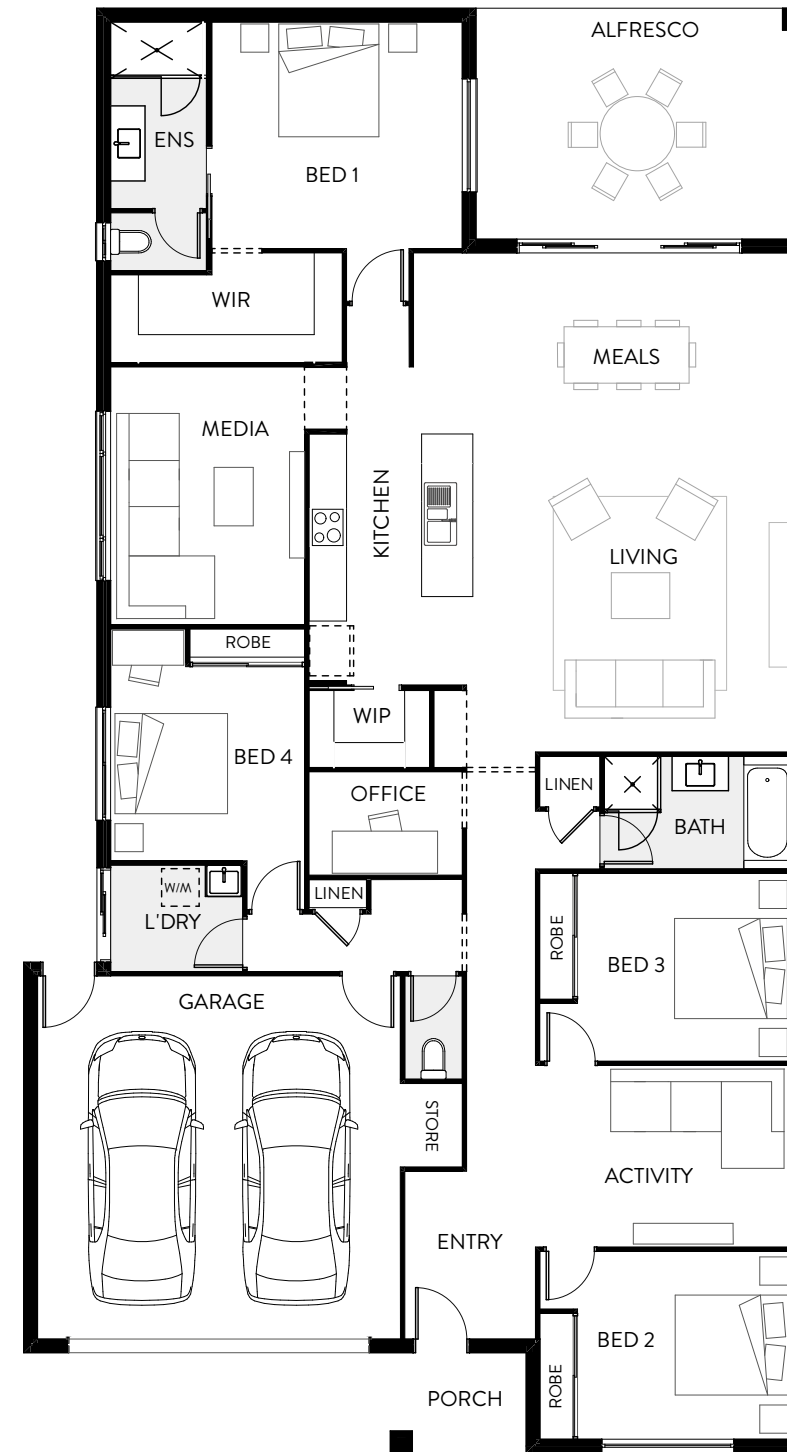 ALFRESCO
ENS
BED 1
WIR
MEALS
MEDIA
KITCHEN
LIVING
ROBE
WIP
BED 4
OFFICE
LINEN
BATH
W/W
LINEN
L'DRY
ROBE
BED 3
GARAGE
STORE
ACTIVITY
ENTRY
BED 2
ROBE
PORCH